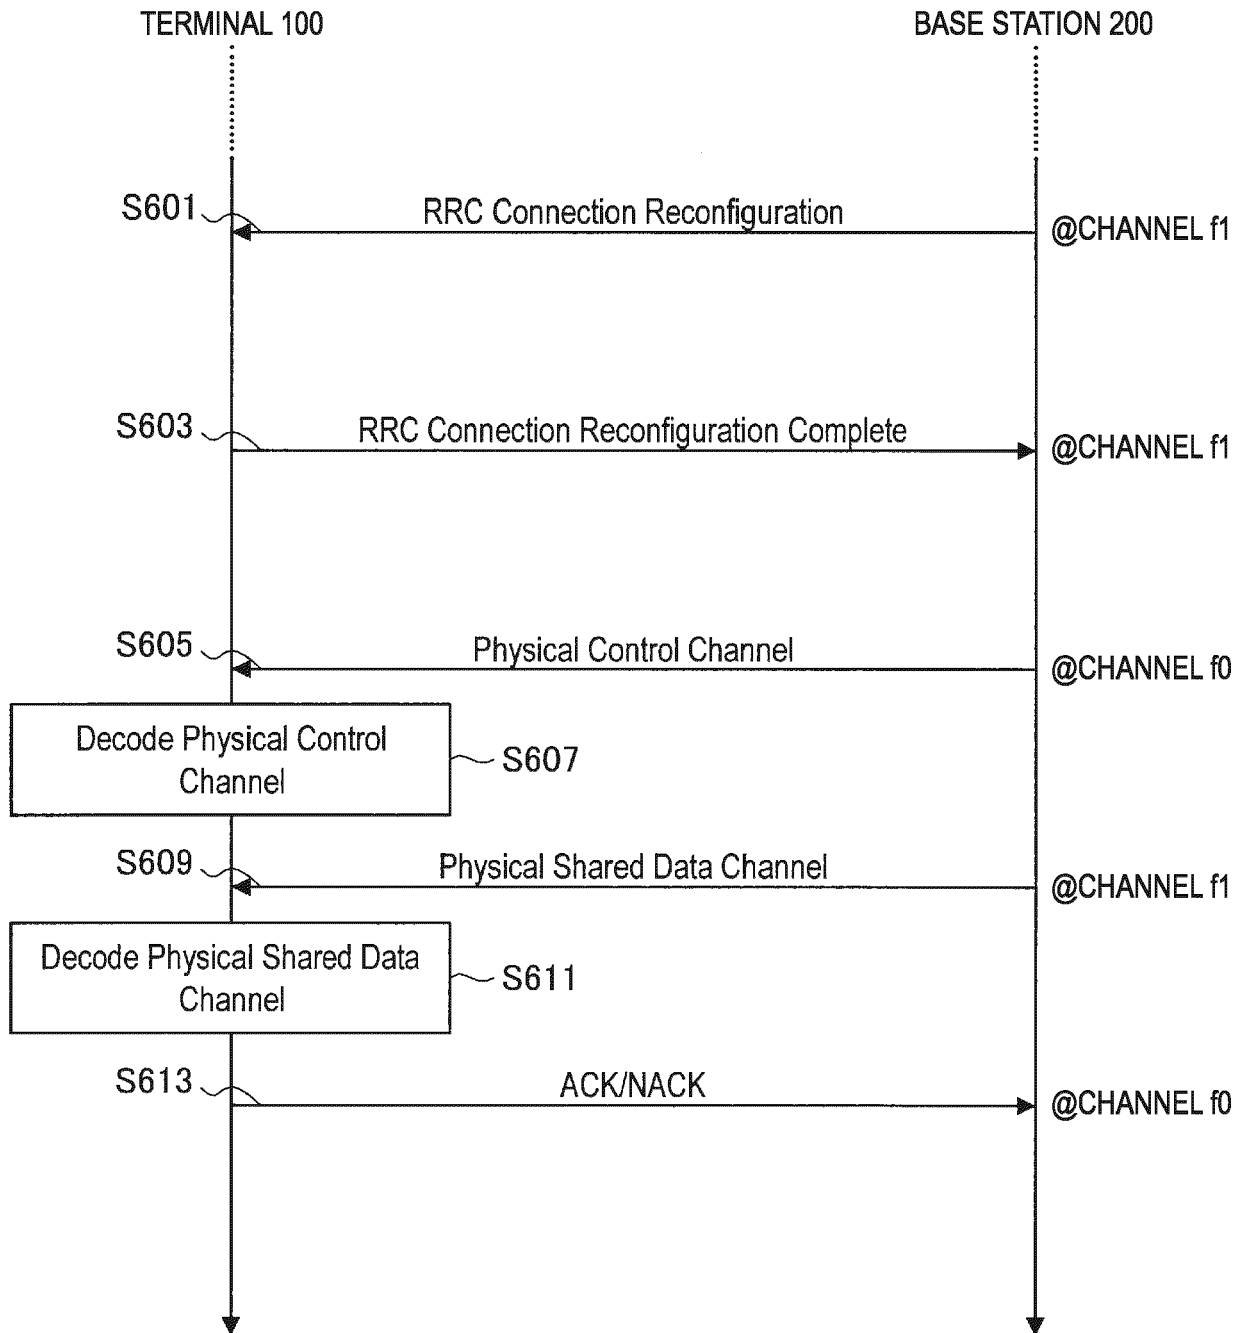 TERMINAL 100
BASE STATION 200
S601
RRC Connection Reconfiguration
@CHANNEL f1
S603
RRC Connection Reconfiguration Complete
@CHANNEL f1
S605
Physical Control Channel
@CHANNEL f0
Decode Physical Control
Channel
S607
S609
Physical Shared Data Channel
@CHANNEL f1
Decode Physical Shared Data
Channel
S611
S613
ACK/NACK
@CHANNEL f0